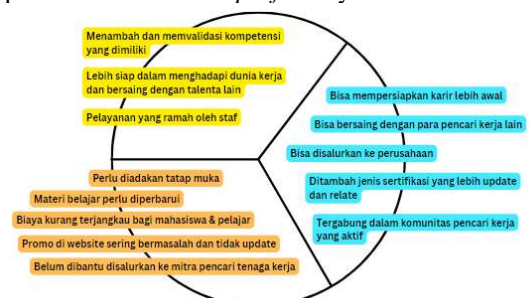 Menambah dan memvalidasi kompetensi
yang dimiliki
Lebih siap dalam menghadapi dunia kerja
dan bersaing dengan talenta lain
Pelayanan yang ramah oleh staf
Bisa mempersiapkan karir lebih awal
Bisa bersaing dengan para pencari kerja lain
Bisa disalurkan ke perusahaan
Ditambah jenis sertifikasi yang lebih update
dan relate
Tergabung dalam komunitas pencari kerja
yang aktif
Perlu diadakan tatap muka
Materi belajar perlu diperbarui
Biaya kurang terjangkau bagi mahasiswa & pelajar
Promo di website sering bermasalah dan tidak update
Belum dibantu disalurkan ke mitra pencari tenaga kerja